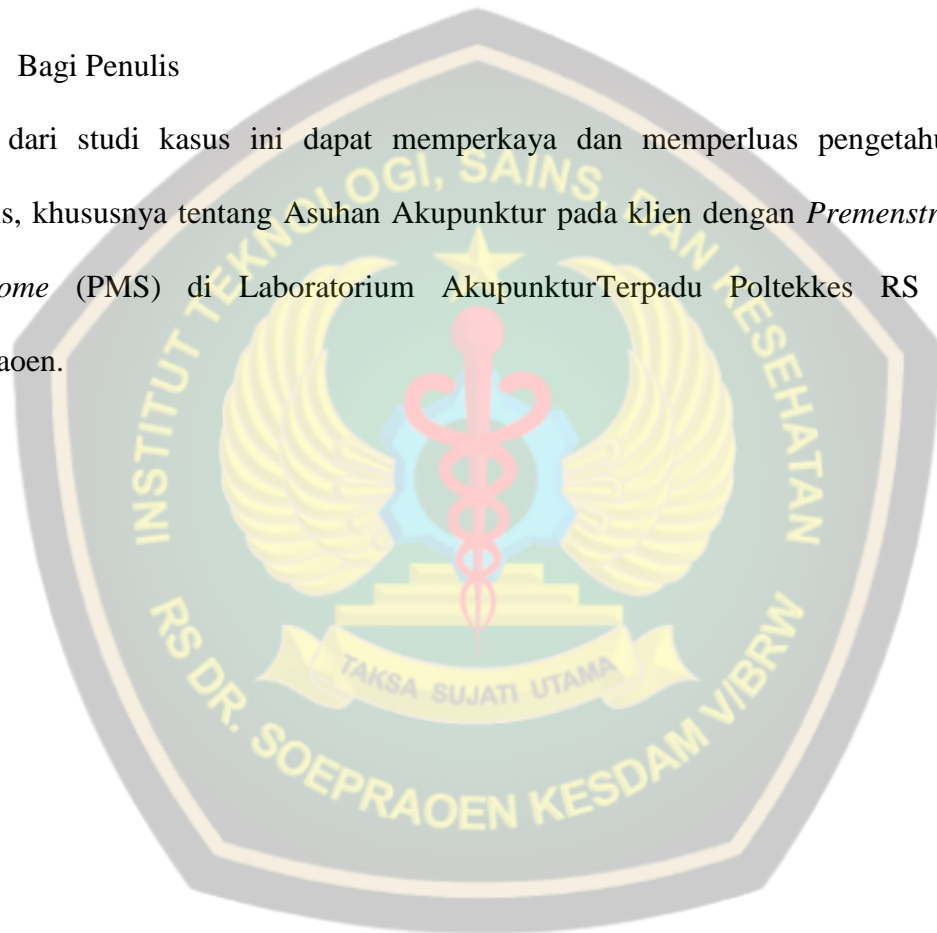 Bagi Penulis
dari studi kasus ini dapat memperkaya dan memperluas pengetahu
s, khususnya tentang Asuhan Akupunktur pada klien dengan Premenstr
ome (PMS) di Laboratorium AkupunkturTerpadu Poltekkes RS
aoen.
INSTITUT TEKNOLOGI, SAINS, DAN KESEHATAN
TAKSA SUJATI UTAMA
RS DR. SOEPRAOEN KESDAM V/BRW